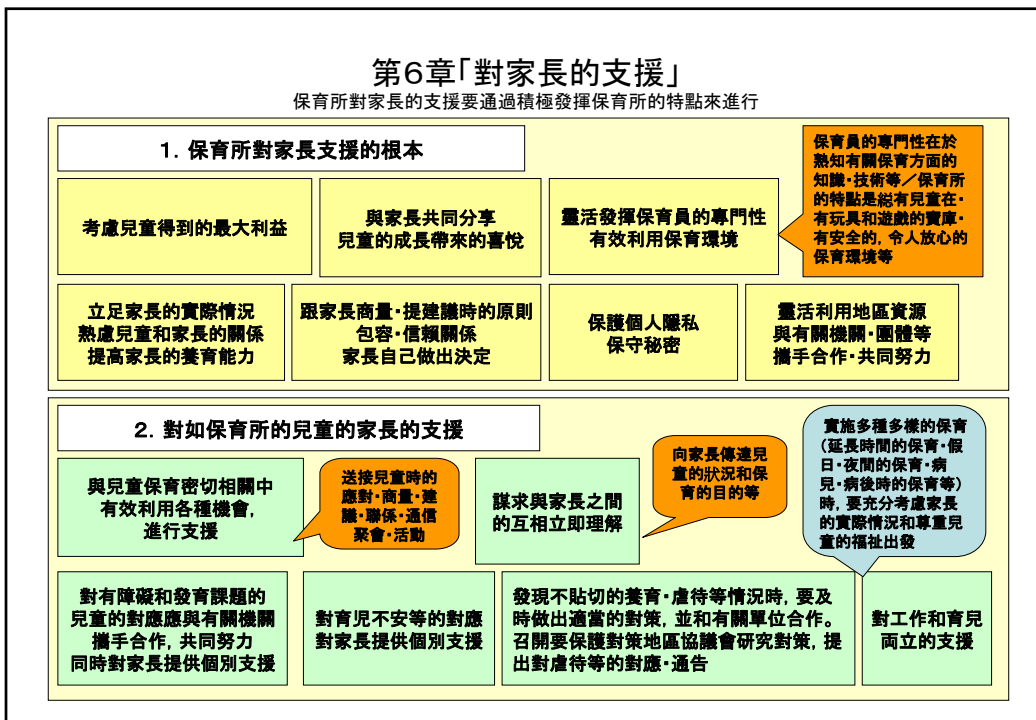 第6章「對家長的支援」
保育所對家長的支援要通過積極發揮保育所的特點來進行
1．保育所對家長支援的根本
保育員的專門性在於
熟知有關保育方面的
知識・技術等／保育所
的特點是総有兒童在・
有玩具和遊戲的寶庫・
有安全的，令人放心的
保育環境等
考慮兒童得到的最大利益
與家長共同分享
兒童的成長帶來的喜悅
靈活發揮保育員的專門性
有效利用保育環境
立足家長的實際情況
熟慮兒童和家長的關係
提高家長的養育能力
跟家長商量・提建議時的原則
包容・信賴關係
家長自己做出決定
保護個人隱私
保守秘密
靈活利用地區資源
與有關機關・團體等
攜手合作・共同努力
2．對如保育所的兒童的家長的支援
與兒童保育密切相關中
有效利用各種機會，
進行支援
送接兒童時的
應對・商量・建
議・聯係・通信
聚會・活動
謀求與家長之間
的互相立即理解
向家長傳達兒
童的狀況和保
育的目的等
實施多種多樣的保育
（延長時間的保育・假
日・夜間的保育・病
児・病後時的保育等）
時，要充分考慮家長
的實際情況和尊重兒
童的福祉出發
對有障礙和發育課題的
兒童的對應應與有關機關
攜手合作，共同努力
同時對家長提供個別支援
對育児不安等的對應
對家長提供個別支援
發現不貼切的養育・虐待等情況時，要及
時做出適當的對策，並和有關單位合作。
召開要保護對策地區協議會研究對策，提
出對虐待等的對應・通告
對工作和育兒
両立的支援